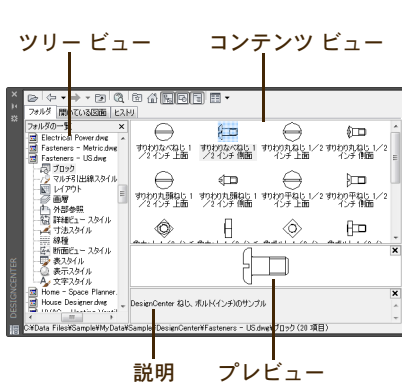 ツリー ビュー
コンテンツ ビュー
フォルダ 開いている図面 ヒストリ
フォルダの一覧
Electrical Power.dwg
Fasteners - Metric.dwg
Fasteners - US.dwg
ブロック
マルチ引出線スタイル
レイアウト
画層
外部参照
詳細ビュー スタイル
寸法スタイル
線種
断面ビュー スタイル
表スタイル
表示スタイル
文字スタイル
Home - Space Planner.
House Designer.dwg
すりわりなべねじ 1/2 インチ 上面
すりわりなべねじ 1/2 インチ 側面
すりわり丸ねじ 1/2 インチ 上面
すりわり丸ねじ 1/2 インチ 側面
すりわり丸頭ねじ 1/2 インチ 上面
すりわり丸頭ねじ 1/2 インチ 側面
すりわり平ねじ 1/2 インチ 上面
すりわり平ねじ 1/2 インチ 側面
DesignCenter ねじ、ボルト(インチ)のサンプル
DESIGNCENTER
C:¥Data Files¥Sample¥MyData¥Sample¥DesignCenter¥Fasteners - US.dwg¥ブロック (20 項目)
説明
プレビュー